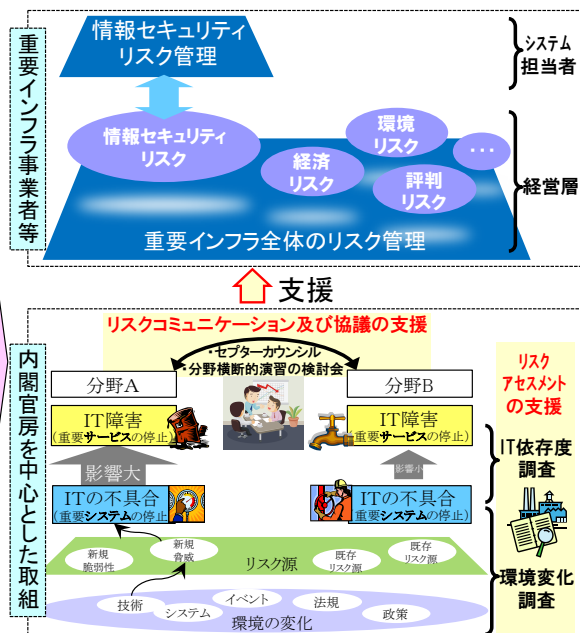 重要インフラ事業者等
情報セキュリティ
リスク管理
システム
担当者
情報セキュリティ
リスク
環境
リスク
経済
リスク
評判
リスク
・・・
経営層
重要インフラ全体のリスク管理
支援
内閣官房を中心とした取組
リスクコミュニケーション及び協議の支援
・セプターカウンシル
・分野横断的演習の検討会
分野A
分野B
リスク
アセスメント
の支援
IT障害
(重要サービスの停止)
IT障害
(重要サービスの停止)
影響大
影響小
IT依存度
調査
ITの不具合
(重要システムの停止)
ITの不具合
(重要システムの停止)
新規
脆弱性
新規
脅威
リスク源
既存
リスク源
既存
リスク源
環境変化
調査
技術
システム
イベント
法規
政策
環境の変化